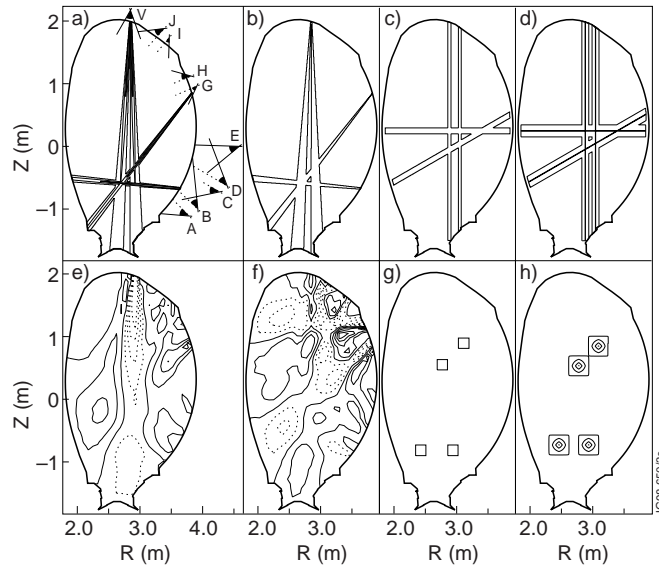 a) V J I H G E D C B A
b)
c)
d)
2
1
0
−1
Z (m)
e)
f)
g)
h)
2
1
0
−1
Z (m)
2.0 3.0 4.0 2.0 3.0 2.0 3.0 2.0 3.0
R (m) R (m) R (m) R (m)